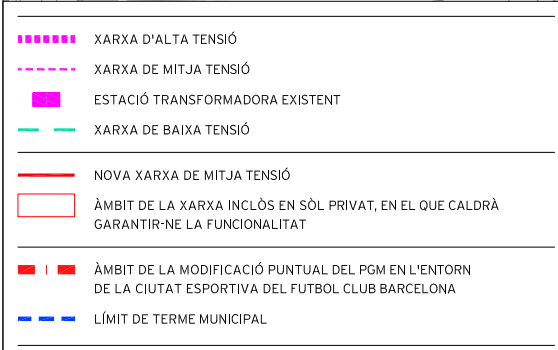 XARXA D'ALTA TENSIÓ
XARXA DE MITJA TENSIÓ
ESTACIÓ TRANSFORMADORA EXISTENT
XARXA DE BAIXA TENSIÓ
NOVA XARXA DE MITJA TENSIÓ
ÀMBIT DE LA XARXA INCLÒS EN SÒL PRIVAT, EN EL QUE CALDRÀ
GARANTIR-NE LA FUNCIONALITAT
ÀMBIT DE LA MODIFICACIÓ PUNTUAL DEL PGM EN L'ENTORN
DE LA CIUTAT ESPORTIVA DEL FUTBOL CLUB BARCELONA
LÍMIT DE TERME MUNICIPAL